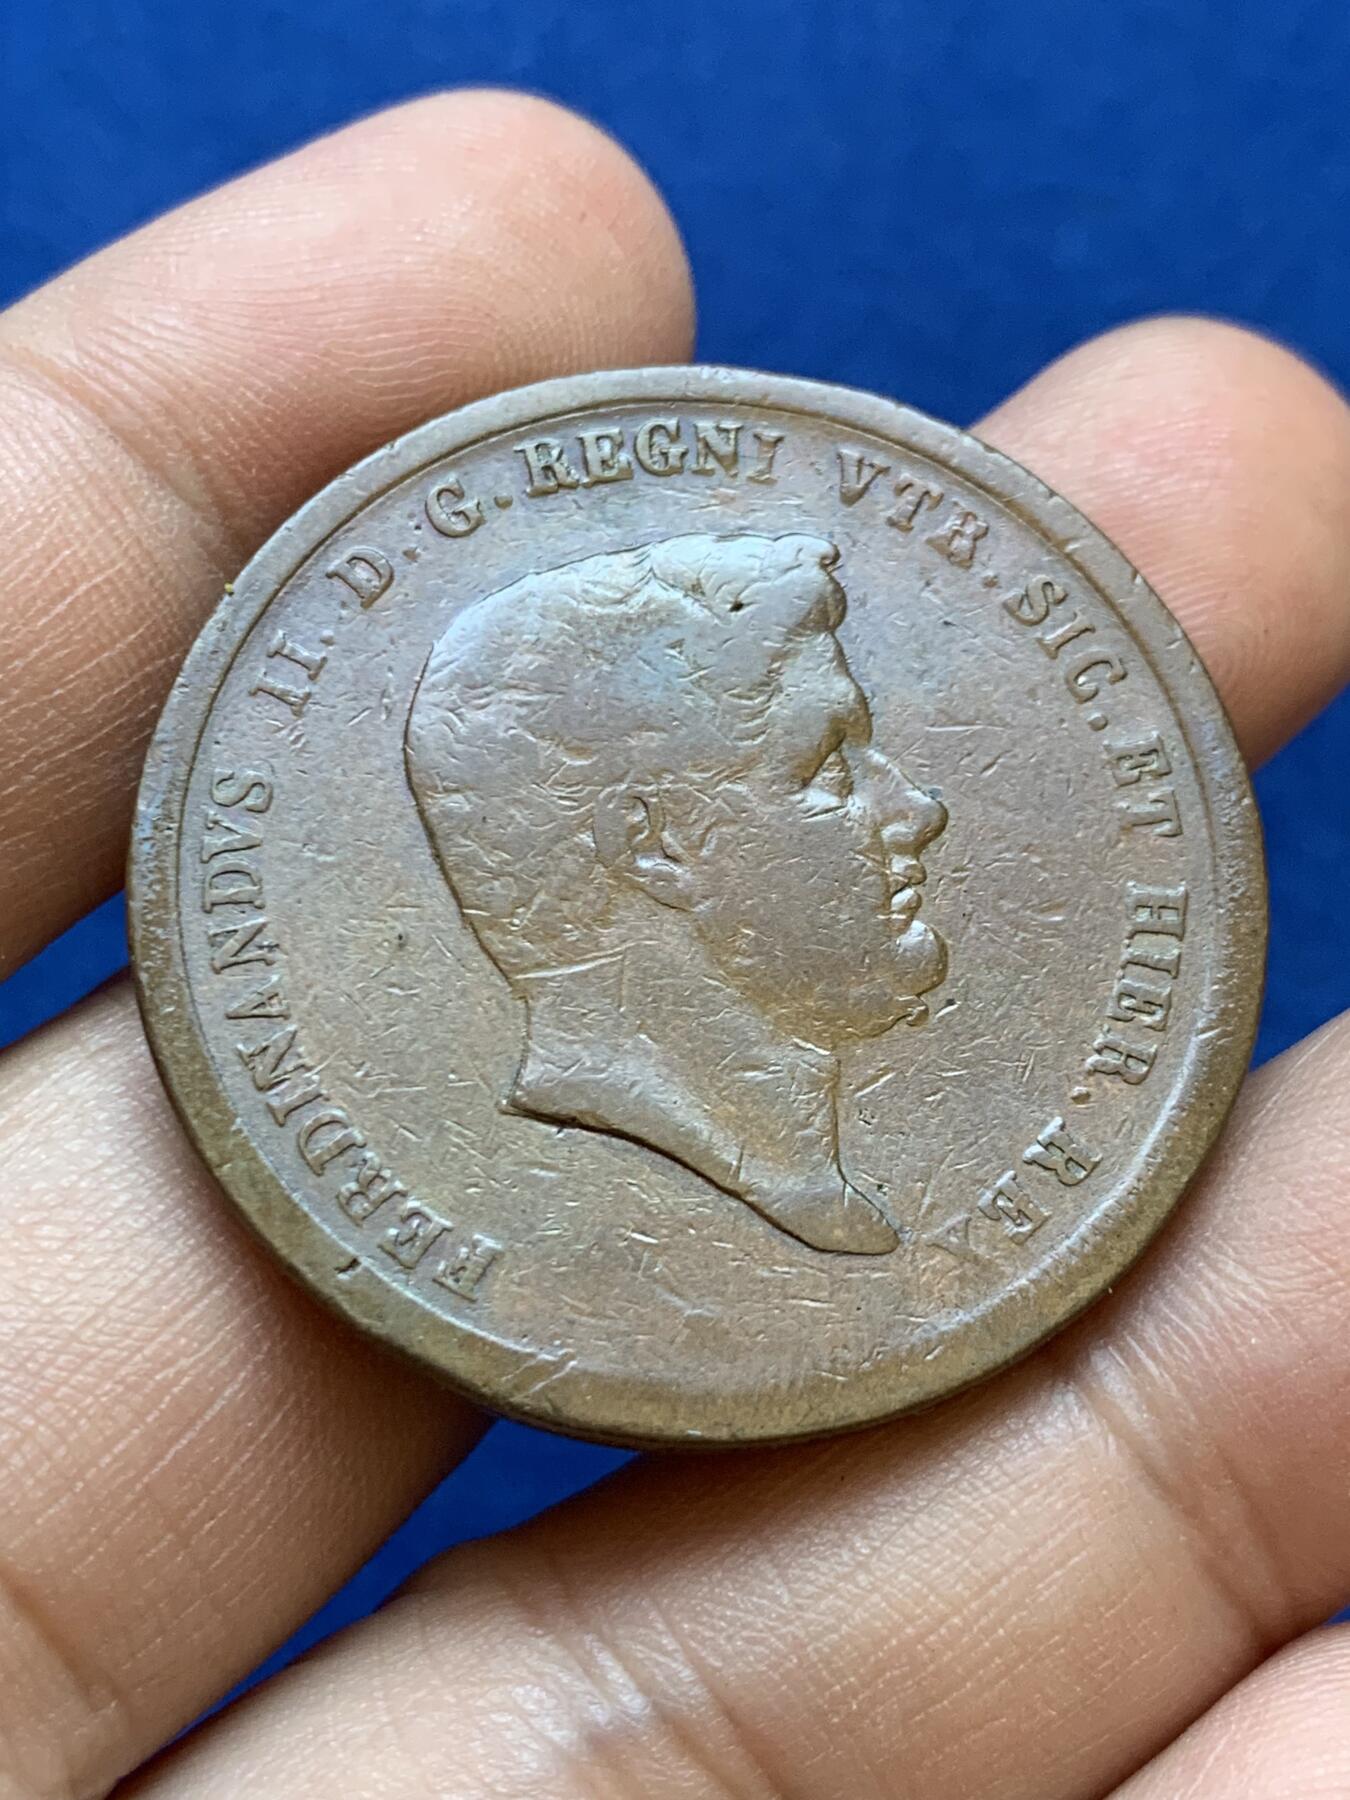 FERDINANDVS II. D. G. REGNI VTR. SIC. ET HIER. REX